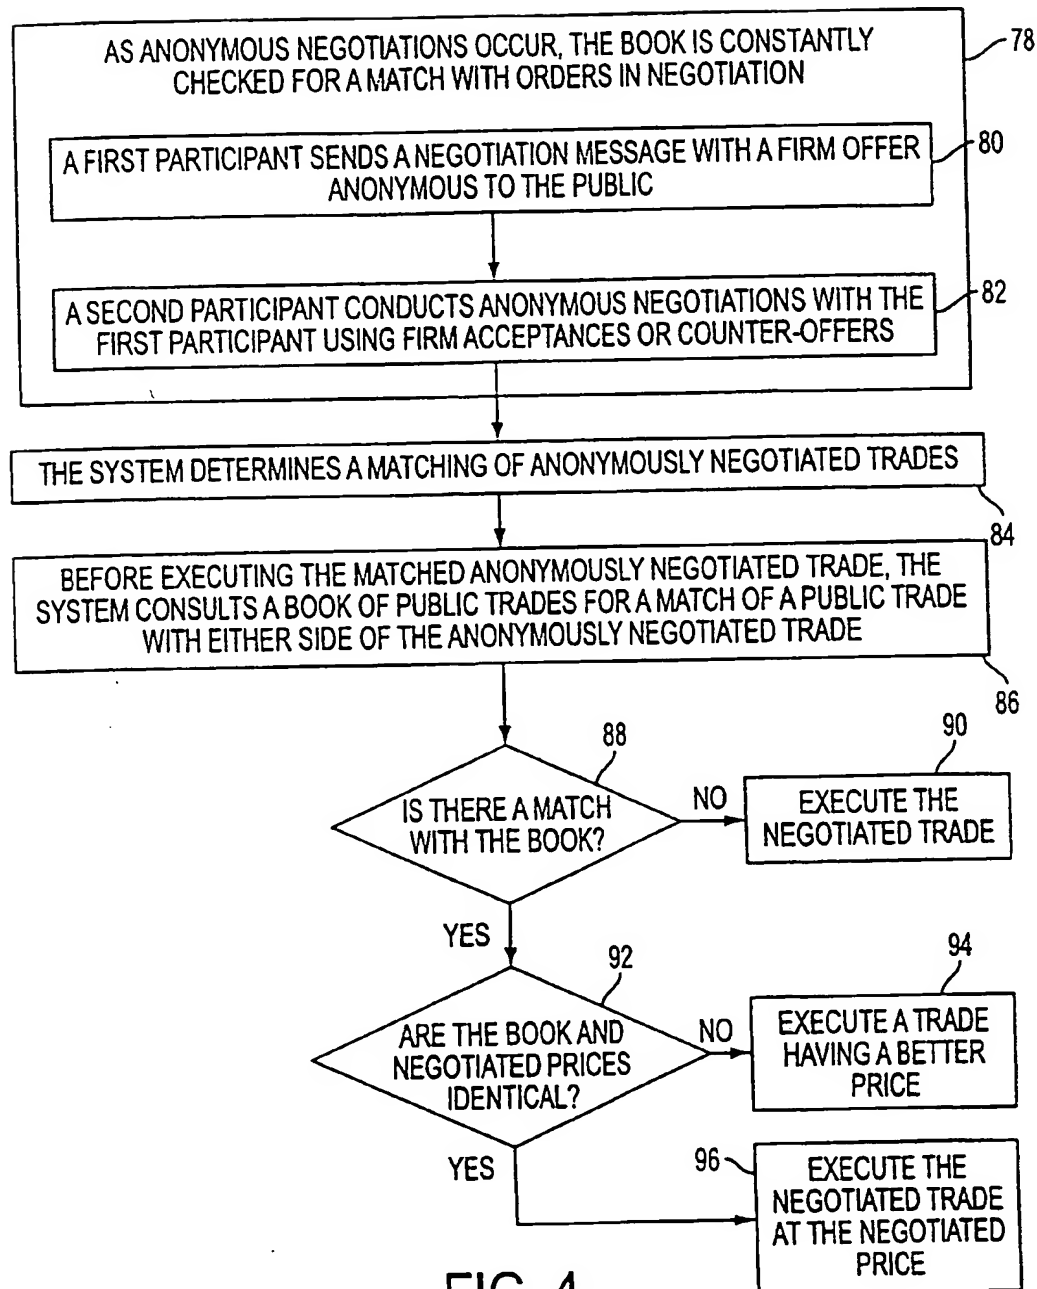 AS ANONYMOUS NEGOTIATIONS OCCUR, THE BOOK IS CONSTANTLY
CHECKED FOR A MATCH WITH ORDERS IN NEGOTIATION
78
A FIRST PARTICIPANT SENDS A NEGOTIATION MESSAGE WITH A FIRM OFFER
ANONYMOUS TO THE PUBLIC
80
A SECOND PARTICIPANT CONDUCTS ANONYMOUS NEGOTIATIONS WITH THE
FIRST PARTICIPANT USING FIRM ACCEPTANCES OR COUNTER-OFFERS
82
THE SYSTEM DETERMINES A MATCHING OF ANONYMOUSLY NEGOTIATED TRADES
84
BEFORE EXECUTING THE MATCHED ANONYMOUSLY NEGOTIATED TRADE, THE
SYSTEM CONSULTS A BOOK OF PUBLIC TRADES FOR A MATCH OF A PUBLIC TRADE
WITH EITHER SIDE OF THE ANONYMOUSLY NEGOTIATED TRADE
86
88
IS THERE A MATCH
WITH THE BOOK?
NO
90
EXECUTE THE
NEGOTIATED TRADE
YES
92
ARE THE BOOK AND
NEGOTIATED PRICES
IDENTICAL?
NO
94
EXECUTE A TRADE
HAVING A BETTER
PRICE
YES
96
EXECUTE THE
NEGOTIATED TRADE
AT THE NEGOTIATED
PRICE
FIG. 4